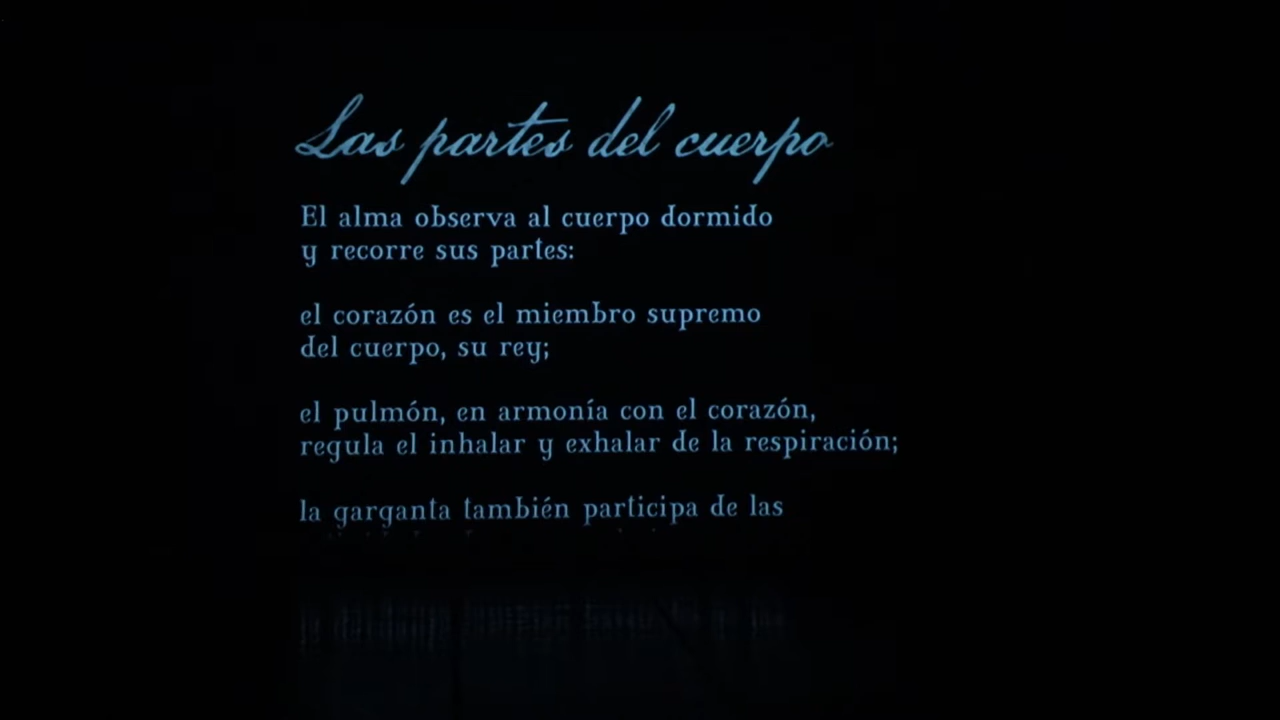 Las partes del cuerpo
El alma observa al cuerpo dormido
y recorre sus partes:
el corazón es el miembro supremo
del cuerpo, su rey;
el pulmón, en armonía con el corazón,
regula el inhalar y exhalar de la respiración;
la garganta también participa de las